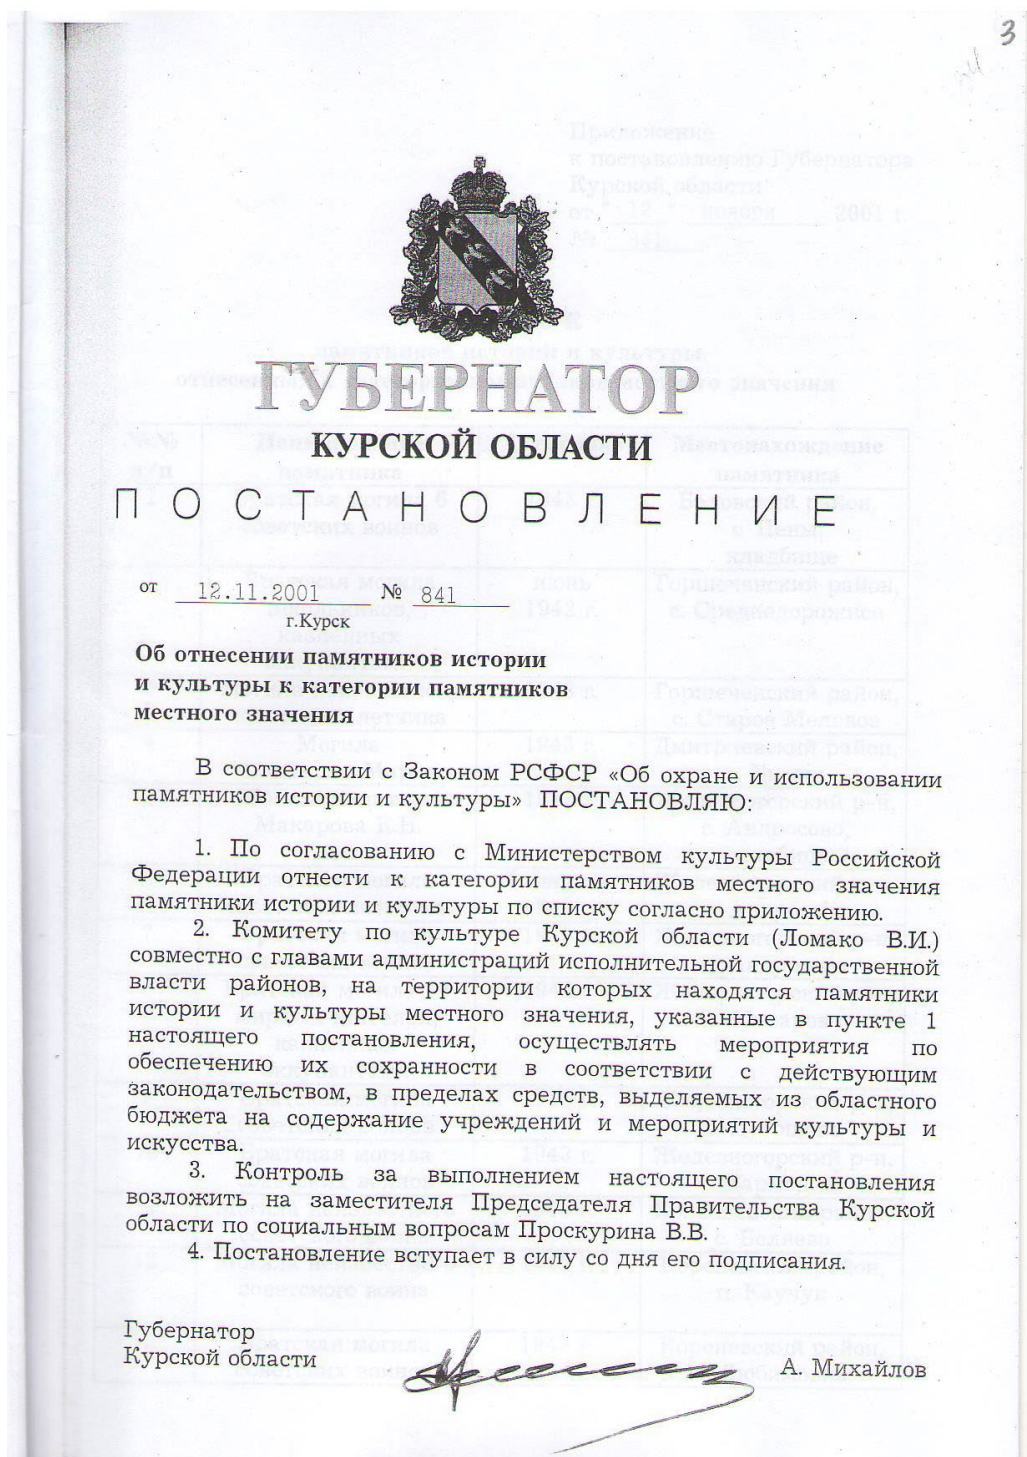 3
ГУБЕРНАТОР
КУРСКОЙ ОБЛАСТИ
ПОСТАНОВЛЕНИЕ
от 12.11.2001 № 841
г.Курск
Об отнесении памятников истории
и культуры к категории памятников
местного значения
В соответствии с Законом РСФСР «Об охране и использовании
памятников истории и культуры» ПОСТАНОВЛЯЮ:
1. По согласованию с Министерством культуры Российской
Федерации отнести к категории памятников местного значения
памятники истории и культуры по списку согласно приложению.
2. Комитету по культуре Курской области (Ломако В.И.)
совместно с главами администраций исполнительной государственной
власти районов, на территории которых находятся памятники
истории и культуры местного значения, указанные в пункте 1
настоящего постановления, осуществлять мероприятия по
обеспечению их сохранности в соответствии с действующим
законодательством, в пределах средств, выделяемых из областного
бюджета на содержание учреждений и мероприятий культуры и
искусства.
3. Контроль за выполнением настоящего постановления
возложить на заместителя Председателя Правительства Курской
области по социальным вопросам Проскурина В.В.
4. Постановление вступает в силу со дня его подписания.
Губернатор
Курской области
А. Михайлов